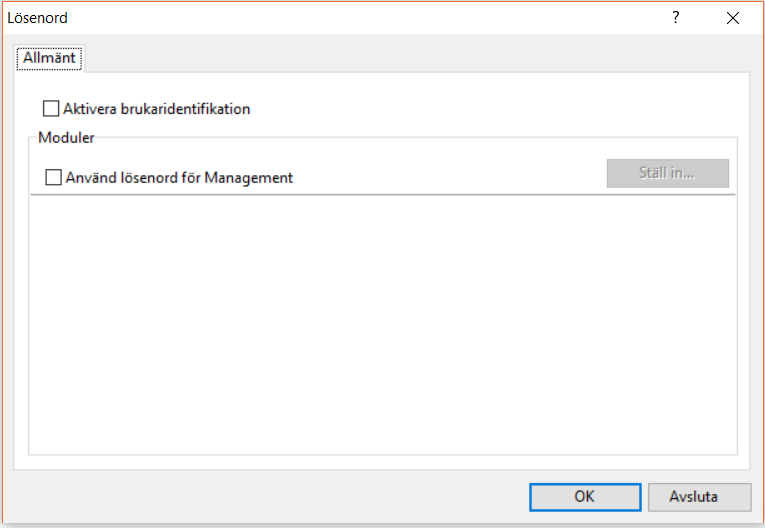 Lösenord
?
Allmänt
Aktivera brukaridentifikation
Moduler
Använd lösenord för Management
Ställ in...
OK
Avsluta